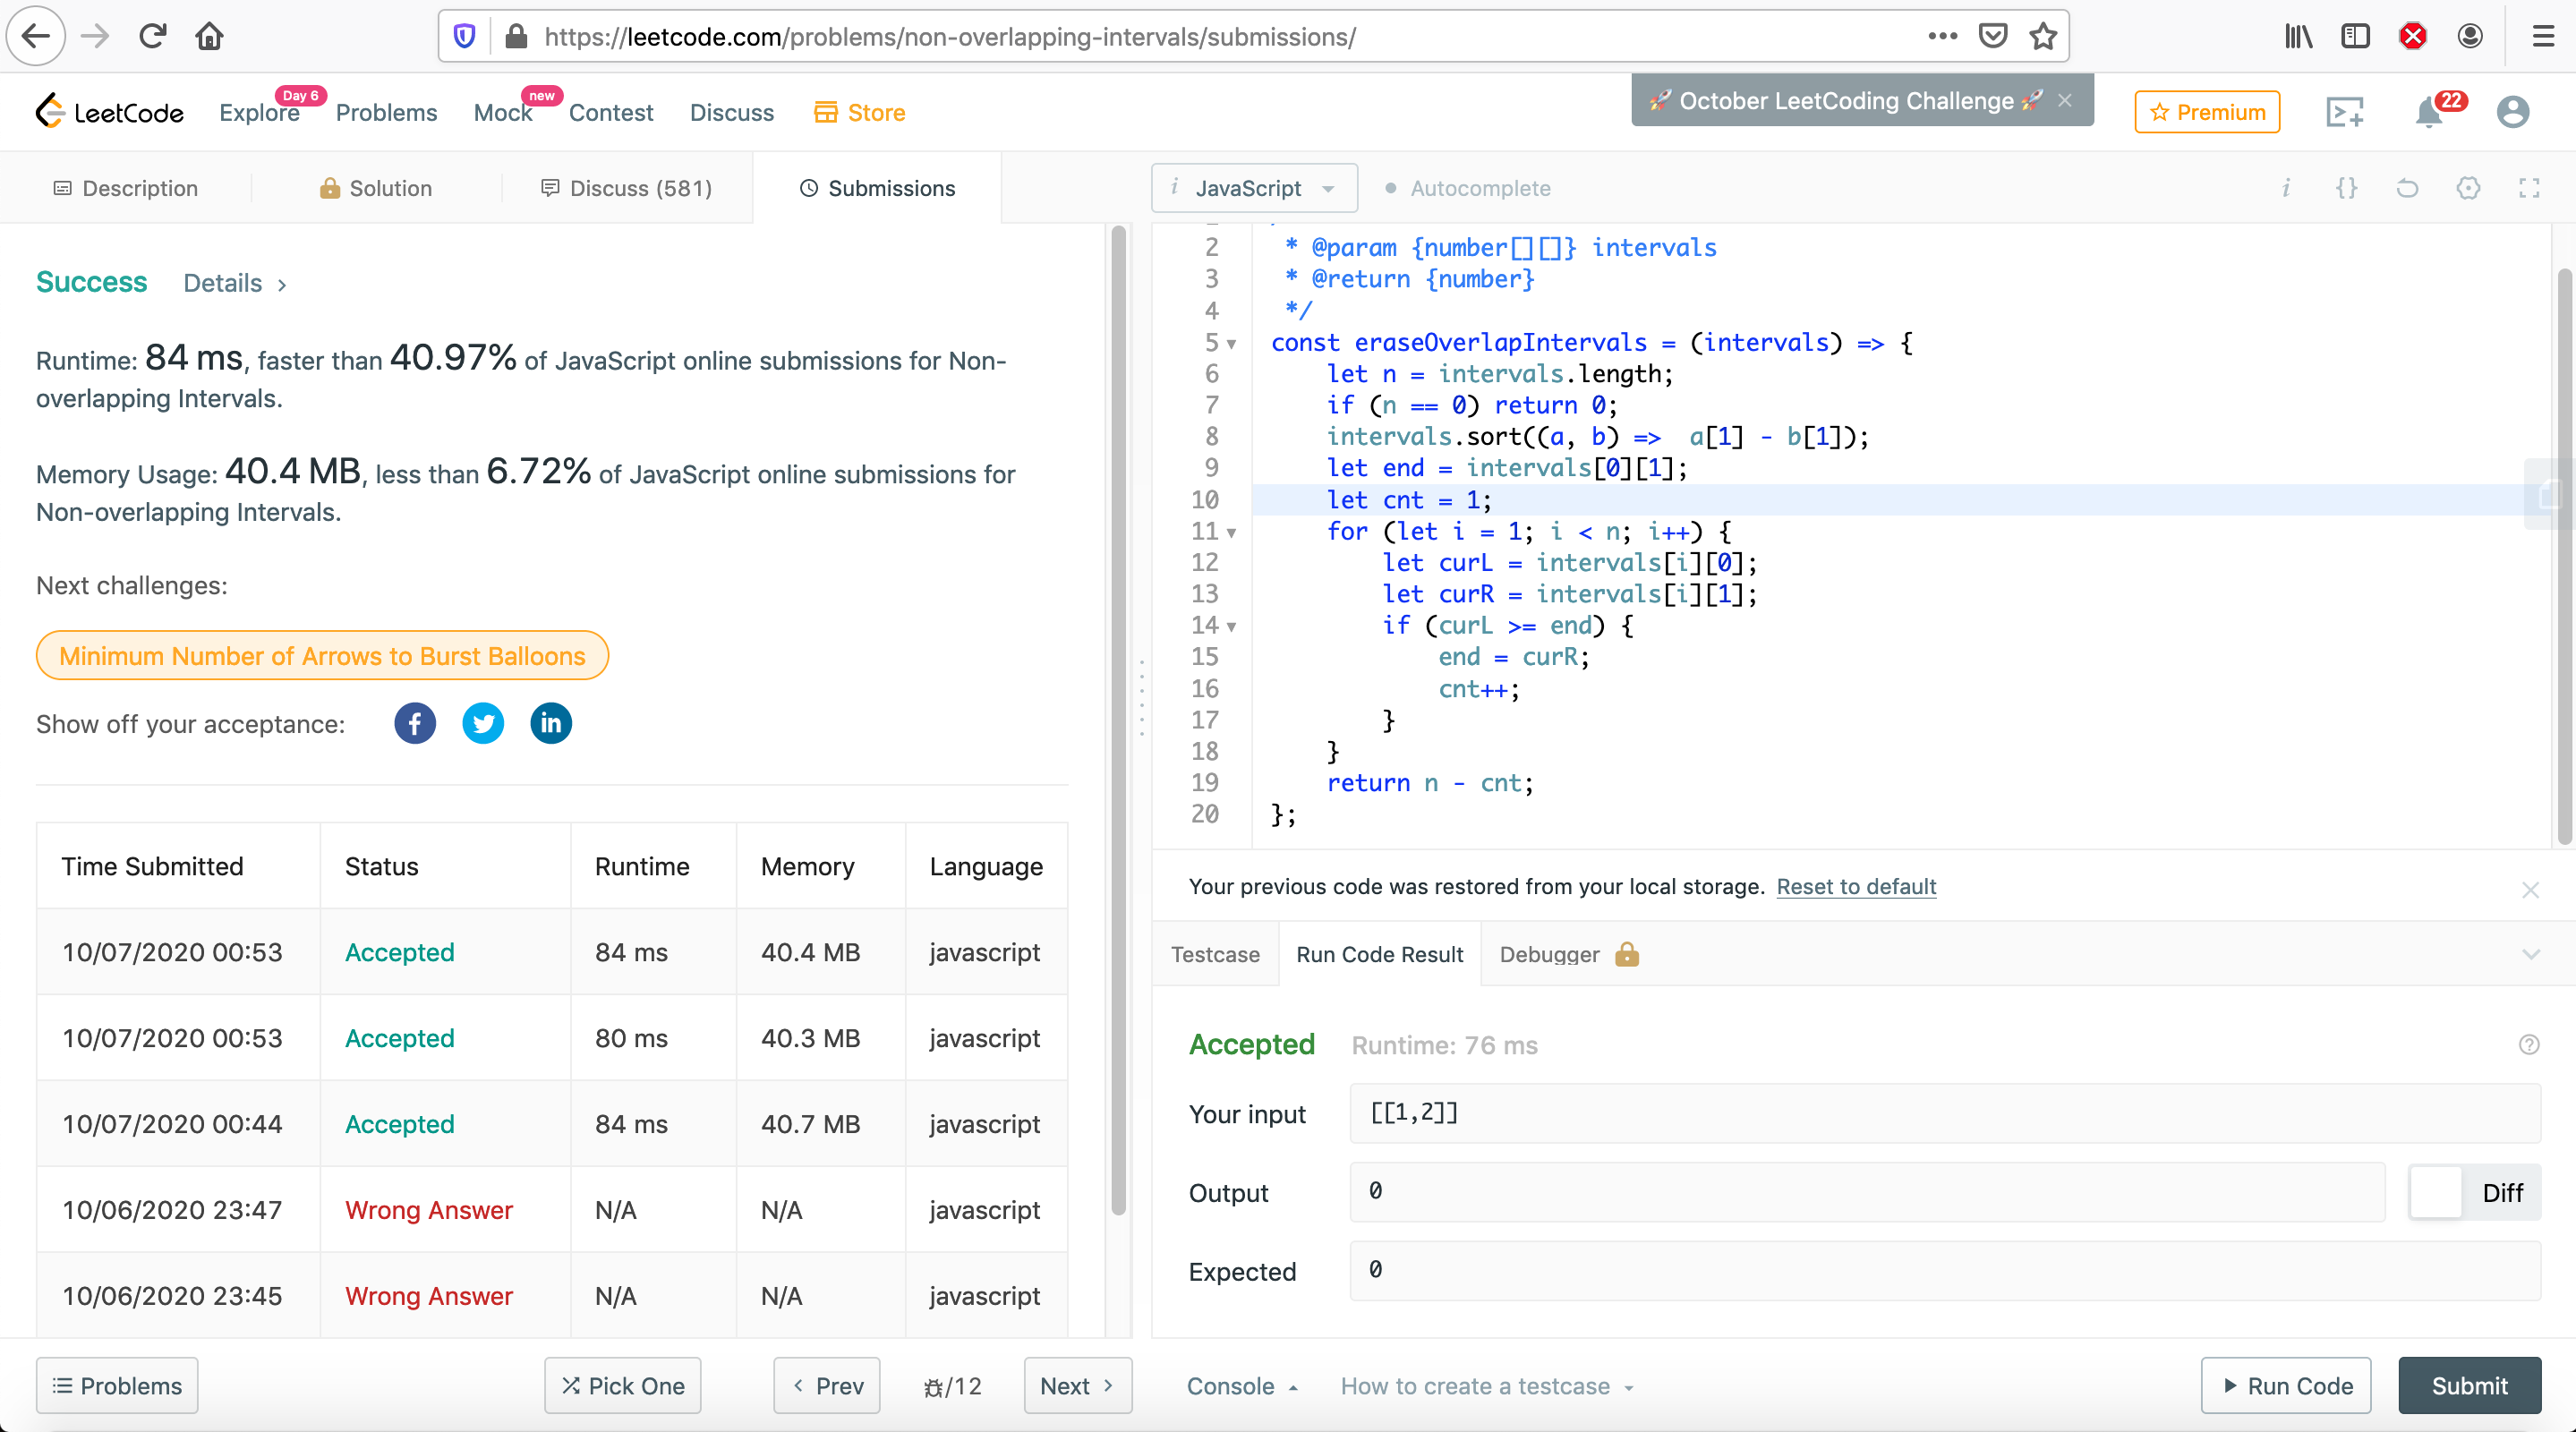 https://leetcode.com/problems/non-overlapping-intervals/submissions/
LeetCode
Explore
Day 6
Problems
Mock
new
Contest
Discuss
Store
🚀 October LeetCoding Challenge 🚀 ×
Premium
22
Description
Solution
Discuss (581)
Submissions
i JavaScript
Autocomplete
Success
Details >
Runtime: 84 ms, faster than 40.97% of JavaScript online submissions for Non-
overlapping Intervals.
Memory Usage: 40.4 MB, less than 6.72% of JavaScript online submissions for
Non-overlapping Intervals.
Next challenges:
Minimum Number of Arrows to Burst Balloons
Show off your acceptance:
Time Submitted Status Runtime Memory Language
10/07/2020 00:53 Accepted 84 ms 40.4 MB javascript
10/07/2020 00:53 Accepted 80 ms 40.3 MB javascript
10/07/2020 00:44 Accepted 84 ms 40.7 MB javascript
10/06/2020 23:47 Wrong Answer N/A N/A javascript
10/06/2020 23:45 Wrong Answer N/A N/A javascript
Problems
Pick One
< Prev
/12
Next >
2 * @param {number[][]} intervals
3 * @return {number}
4 */
5 const eraseOverlapIntervals = (intervals) => {
6 let n = intervals.length;
7 if (n == 0) return 0;
8 intervals.sort((a, b) =>  a[1] - b[1]);
9 let end = intervals[0][1];
10 let cnt = 1;
11 for (let i = 1; i < n; i++) {
12 let curL = intervals[i][0];
13 let curR = intervals[i][1];
14 if (curL >= end) {
15 end = curR;
16 cnt++;
17 }
18 }
19 return n - cnt;
20 };
Your previous code was restored from your local storage. Reset to default
Testcase
Run Code Result
Debugger
Accepted Runtime: 76 ms
Your input [[1,2]]
Output 0
Diff
Expected 0
Console
How to create a testcase
Run Code
Submit